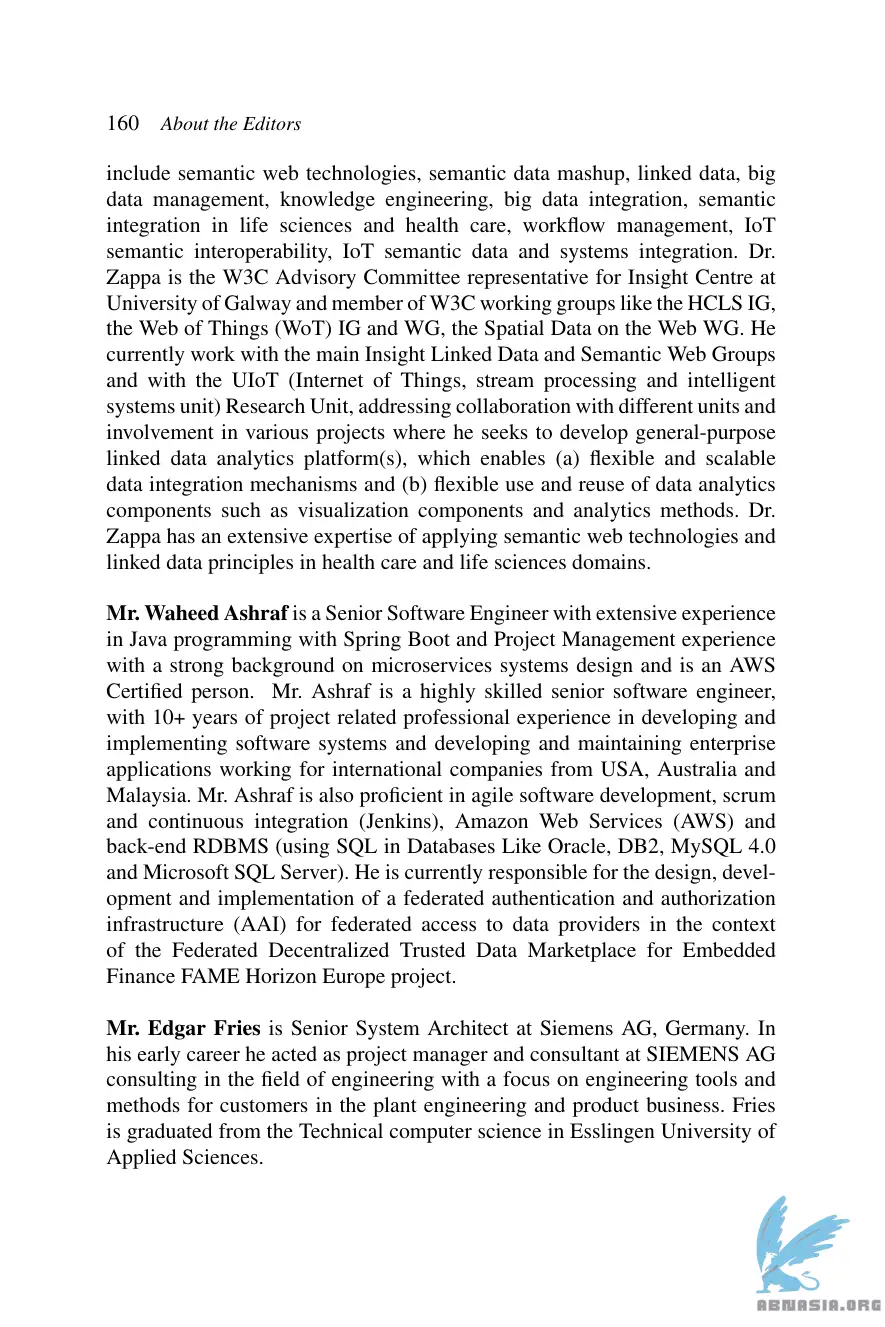 160 About the Editors
include semantic web technologies, semantic data mashup, linked data, big
data management, knowledge engineering, big data integration, semantic
integration in life sciences and health care, workflow management, IoT
semantic interoperability, IoT semantic data and systems integration. Dr.
Zappa is the W3C Advisory Committee representative for Insight Centre at
University of Galway and member of W3C working groups like the HCLS IG,
the Web of Things (WoT) IG and WG, the Spatial Data on the Web WG. He
currently work with the main Insight Linked Data and Semantic Web Groups
and with the UIoT (Internet of Things, stream processing and intelligent
systems unit) Research Unit, addressing collaboration with different units and
involvement in various projects where he seeks to develop general-purpose
linked data analytics platform(s), which enables (a) flexible and scalable
data integration mechanisms and (b) flexible use and reuse of data analytics
components such as visualization components and analytics methods. Dr.
Zappa has an extensive expertise of applying semantic web technologies and
linked data principles in health care and life sciences domains.
Mr. Waheed Ashraf is a Senior Software Engineer with extensive experience
in Java programming with Spring Boot and Project Management experience
with a strong background on microservices systems design and is an AWS
Certified person. Mr. Ashraf is a highly skilled senior software engineer,
with 10+ years of project related professional experience in developing and
implementing software systems and developing and maintaining enterprise
applications working for international companies from USA, Australia and
Malaysia. Mr. Ashraf is also proficient in agile software development, scrum
and continuous integration (Jenkins), Amazon Web Services (AWS) and
back-end RDBMS (using SQL in Databases Like Oracle, DB2, MySQL 4.0
and Microsoft SQL Server). He is currently responsible for the design, devel-
opment and implementation of a federated authentication and authorization
infrastructure (AAI) for federated access to data providers in the context
of the Federated Decentralized Trusted Data Marketplace for Embedded
Finance FAME Horizon Europe project.
Mr. Edgar Fries is Senior System Architect at Siemens AG, Germany. In
his early career he acted as project manager and consultant at SIEMENS AG
consulting in the field of engineering with a focus on engineering tools and
methods for customers in the plant engineering and product business. Fries
is graduated from the Technical computer science in Esslingen University of
Applied Sciences.
ABNASIA.ORG